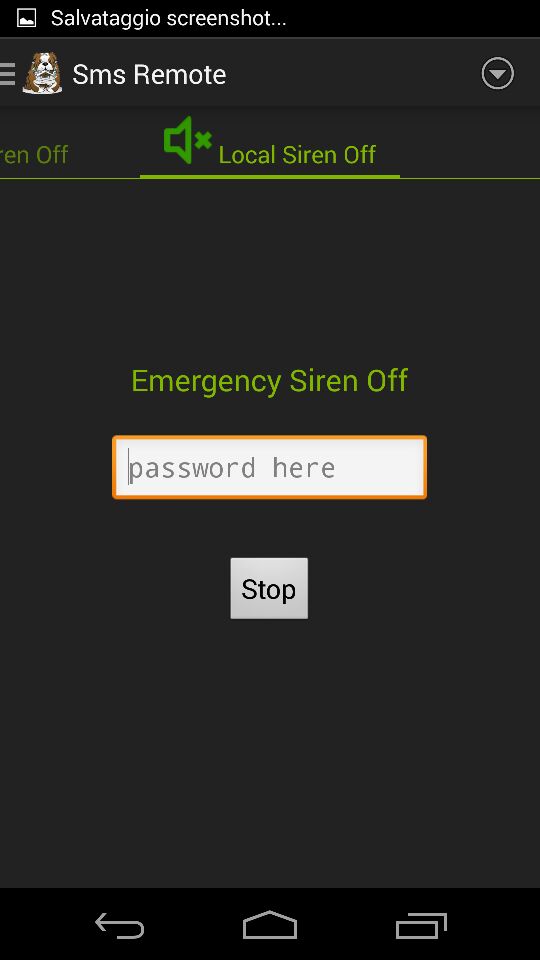 Salvataggio screenshot...
Sms Remote
ren Off
Local Siren Off
Emergency Siren Off
password here
Stop